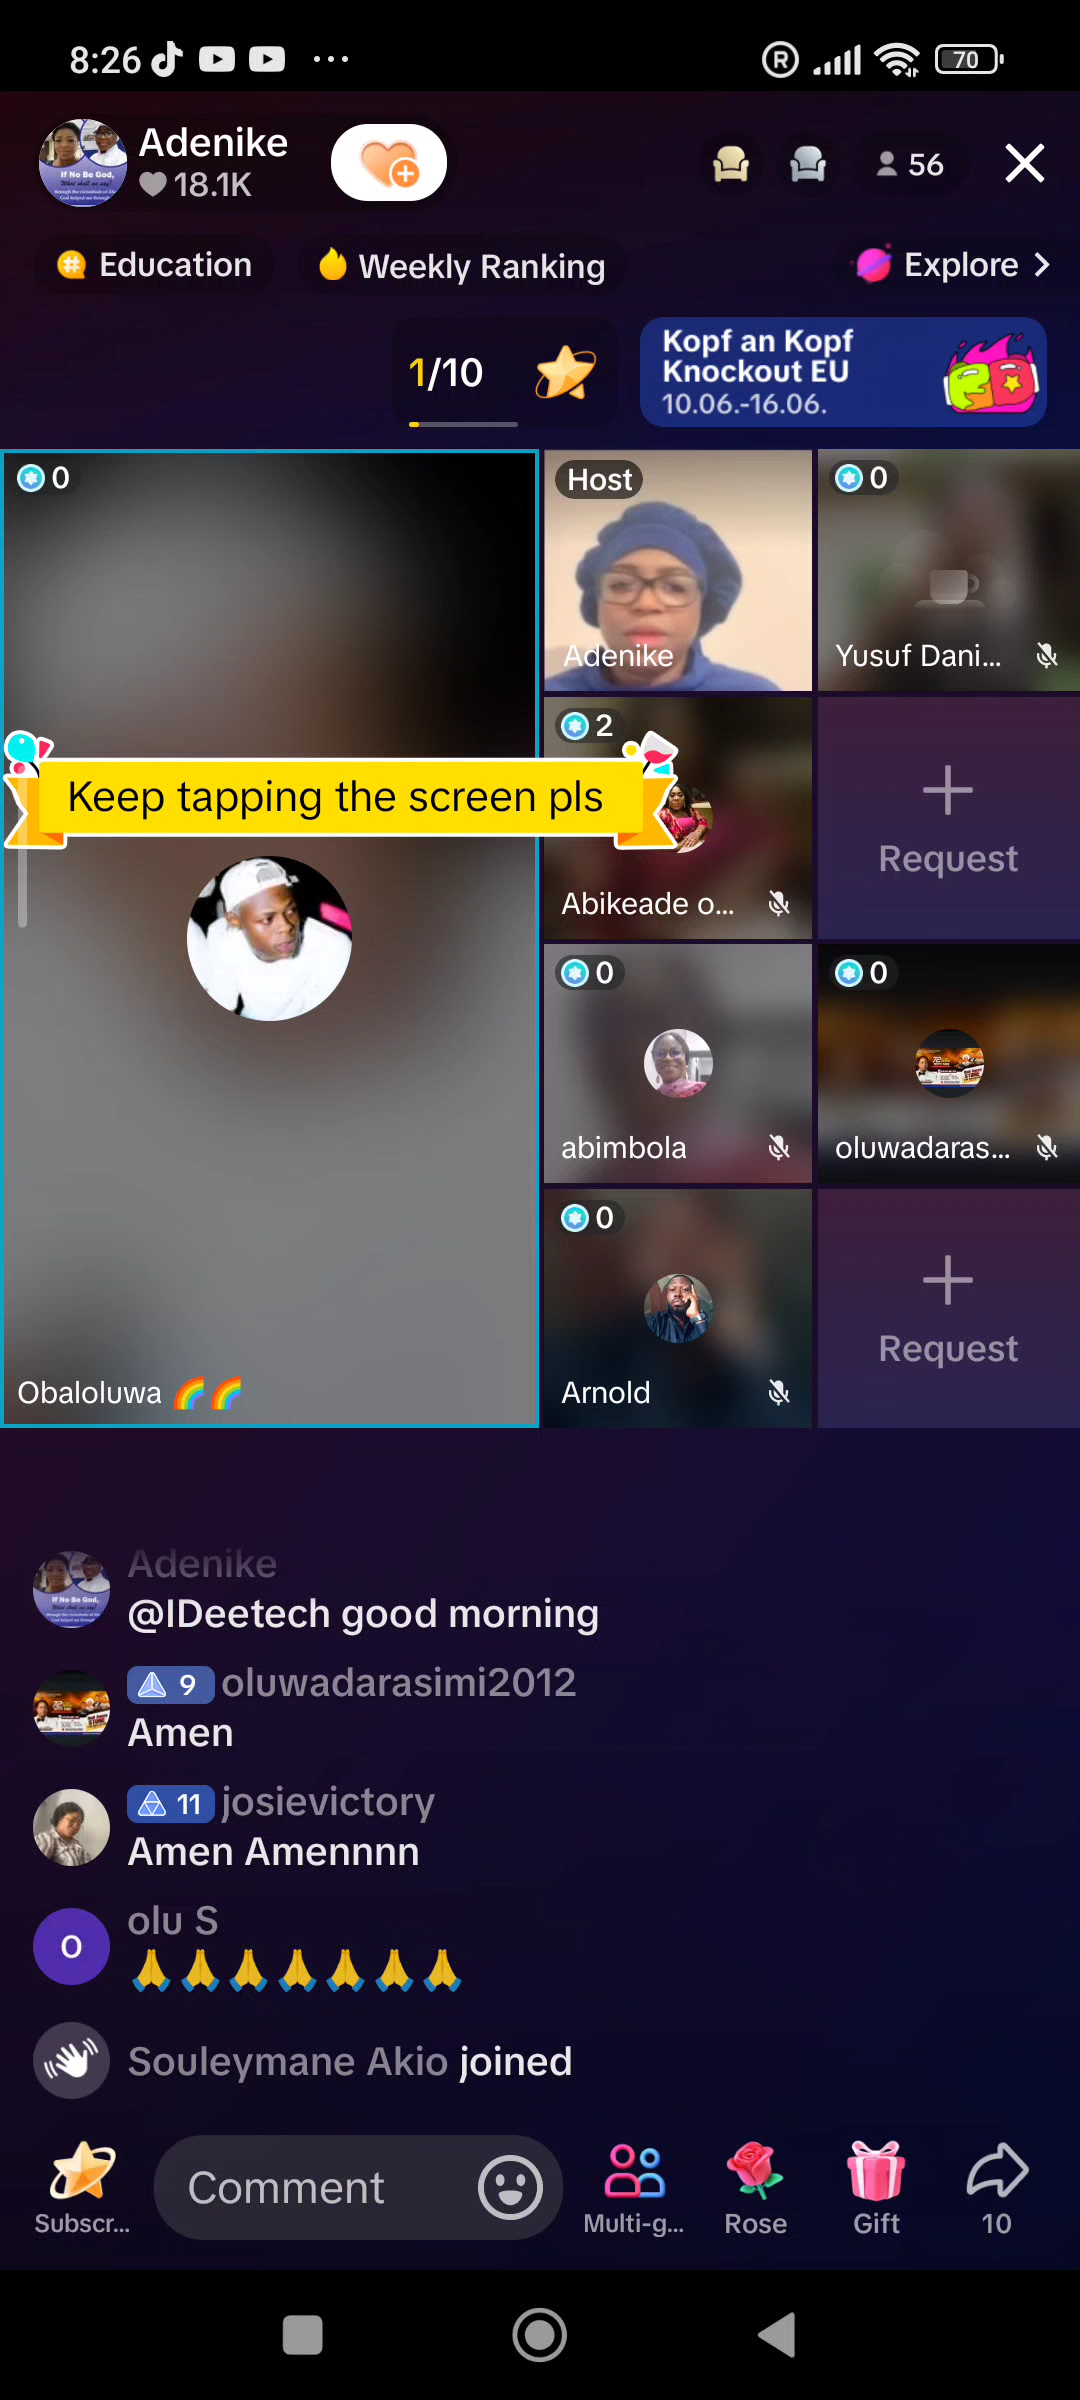 8:26
70
Adenike
18.1K
56
Education
Weekly Ranking
Explore
1/10
Kopf an Kopf
Knockout EU
10.06.-16.06.
0
Host
0
Adenike
Yusuf Dani...
2
Keep tapping the screen pls
Request
Abikeade o...
0
0
abimbola
oluwadaras...
0
Request
Obaloluwa 🌈🌈
Arnold
Adenike
@IDeetech good morning
9 oluwadarasimi2012
Amen
11 josievictory
Amen Amennnn
O
olu S
🙏🙏🙏🙏🙏🙏🙏
Souleymane Akio joined
Comment
Subscr...
Multi-g...
Rose
Gift
10